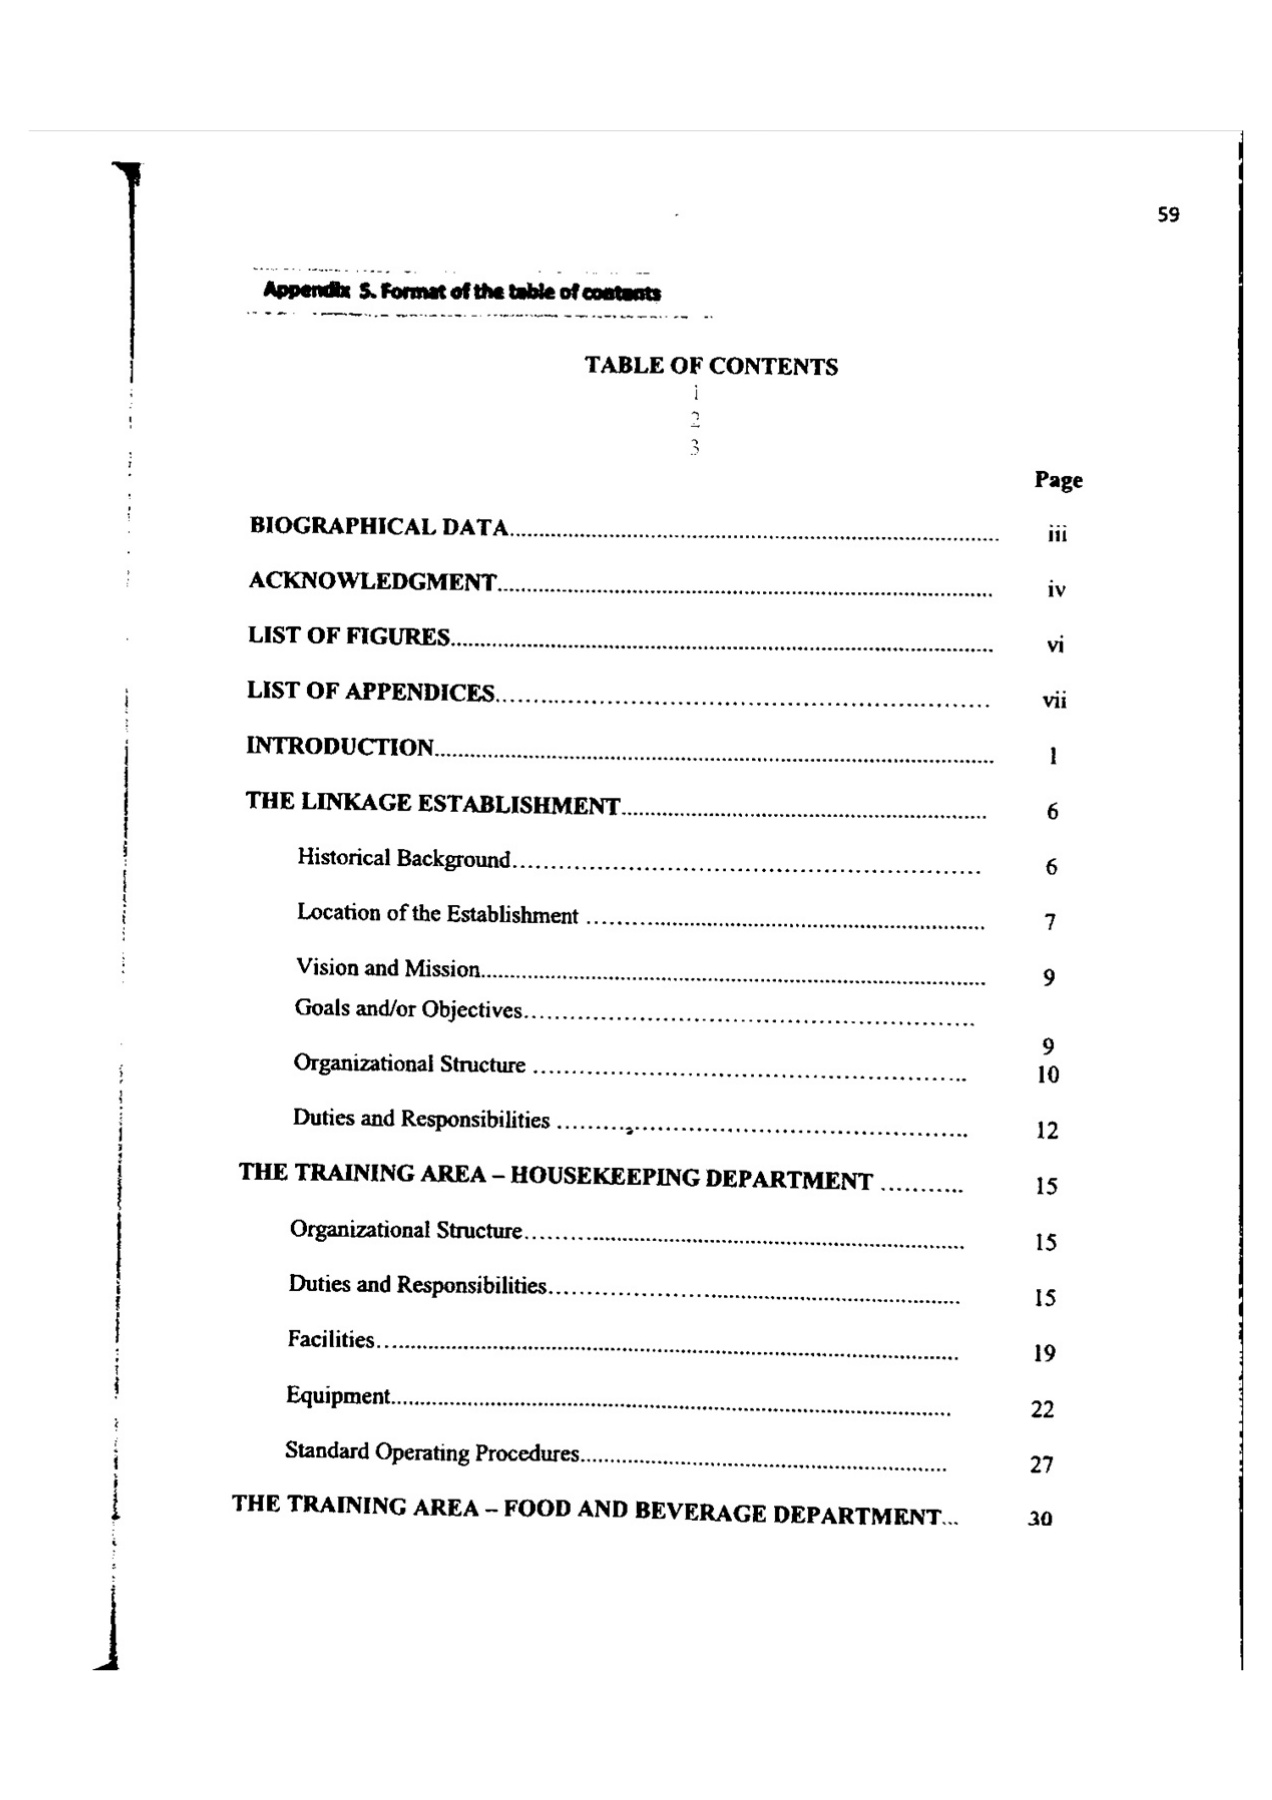 59
Appendix S. Format of the table of contents
TABLE OF CONTENTS
1
2
3
Page
BIOGRAPHICAL DATA.......... iii
ACKNOWLEDGMENT.......... iv
LIST OF FIGURES.......... vi
LIST OF APPENDICES.......... vii
INTRODUCTION.......... 1
THE LINKAGE ESTABLISHMENT.......... 6
Historical Background.......... 6
Location of the Establishment .......... 7
Vision and Mission.......... 9
Goals and/or Objectives..........
9
Organizational Structure .......... 10
Duties and Responsibilities .......... 12
THE TRAINING AREA – HOUSEKEEPING DEPARTMENT ........... 15
Organizational Structure.......... 15
Duties and Responsibilities.......... 15
Facilities.......... 19
Equipment.......... 22
Standard Operating Procedures.......... 27
THE TRAINING AREA – FOOD AND BEVERAGE DEPARTMENT... 30